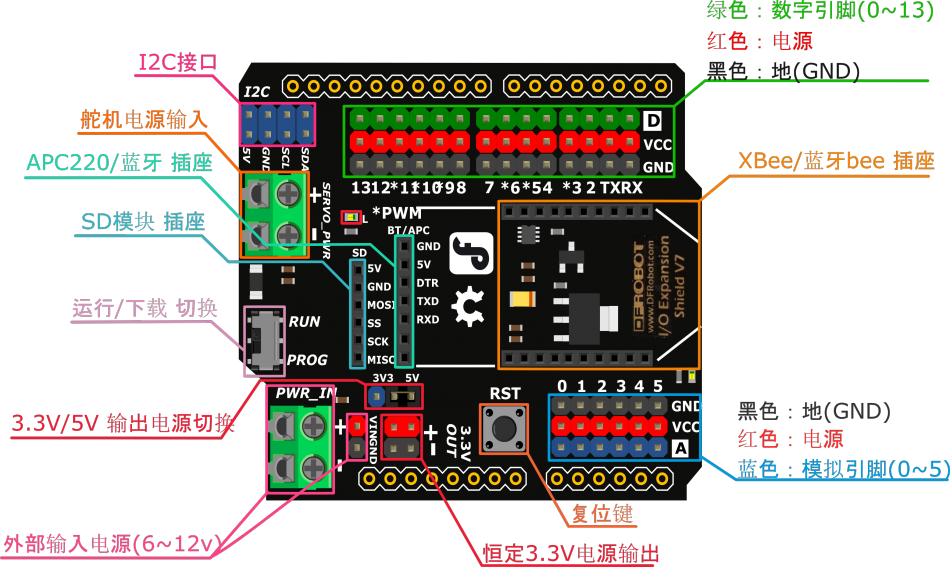 绿色：数字引脚(0~13)
红色：电源
黑色：地(GND)
I2C接口
I2C
舵机电源输入
5V
GND
SCL
SDA
D
VCC
GND
APC220/蓝牙 插座
XBee/蓝牙bee 插座
1312*11*10*98 7 *6*54 *3 2 TXRX
+
-
SERVO_PWR
L
*PWM
SD模块 插座
BT/APC
GND
5V
DTR
TXD
RXD
SD
5V
GND
MOSI
SS
SCK
MISO
DFROBOT
www.DFRobot.com
I/O Expansion
Shield V7
运行/下载 切换
RUN
PROG
3V3 5V
PWR_IN
RST
0 1 2 3 4 5
GND
VCC
A
3.3V/5V 输出电源切换
+
-
VIN
GND
+
-
3.3V
OUT
黑色：地(GND)
红色：电源
蓝色：模拟引脚(0~5)
复位键
外部输入电源(6~12v)
恒定3.3V电源输出